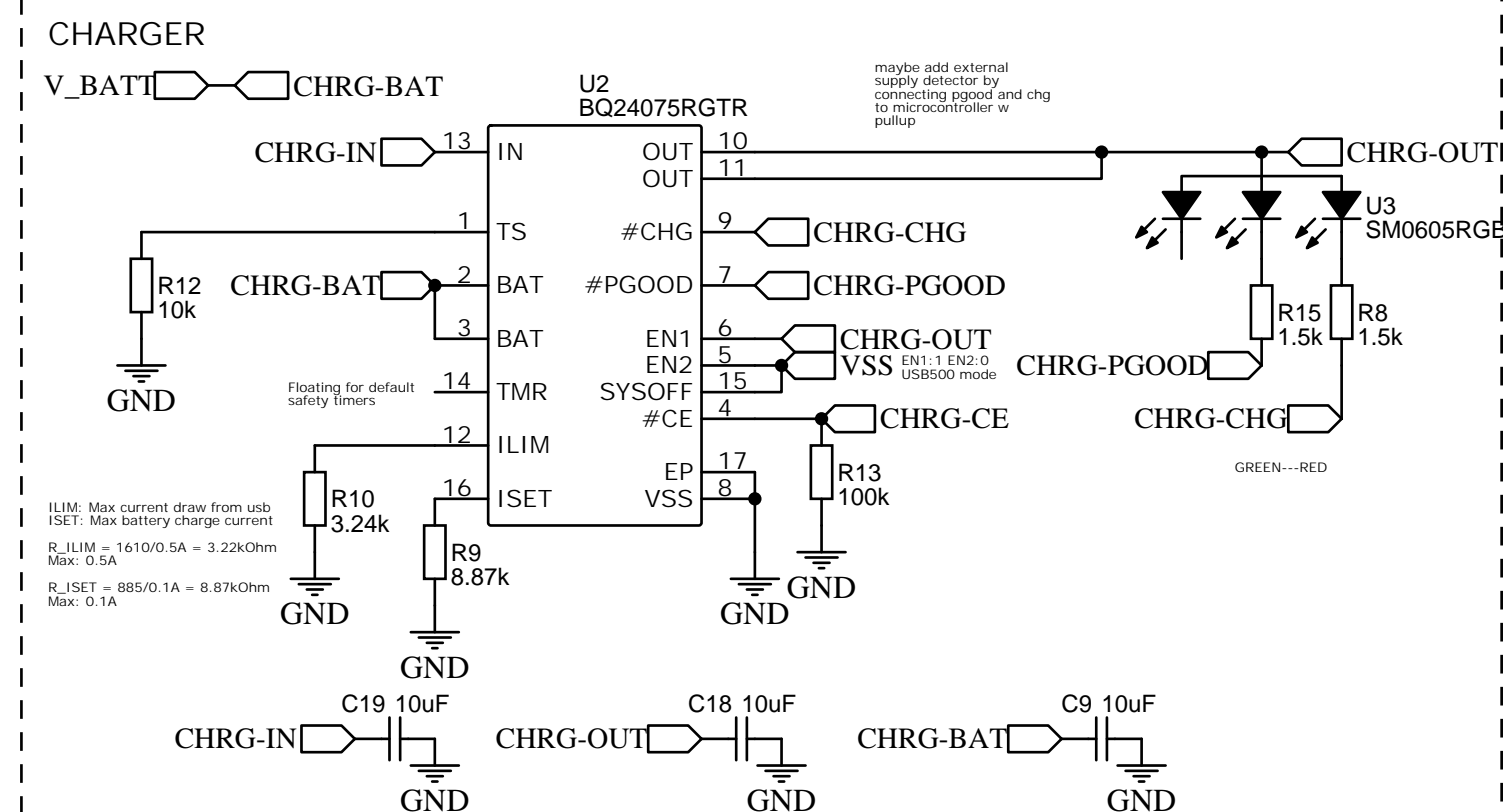 CHARGER
V_BATT
CHRG-BAT
U2
BQ24075RGTR
maybe add external
supply detector by
connecting pgood and chg
to microcontroller w
pullup
CHRG-IN
13
IN
OUT
10
CHRG-OUT
OUT
11
1
TS
#CHG
9
CHRG-CHG
U3
SM0605RGB
R12
10k
CHRG-BAT
2
BAT
#PGOOD
7
CHRG-PGOOD
3
BAT
EN1
6
CHRG-OUT
R15
1.5k
R8
1.5k
EN2
5
VSS
EN1:1 EN2:0
USB500 mode
CHRG-PGOOD
GND
Floating for default
safety timers
14
TMR
SYSOFF
15
#CE
4
CHRG-CE
CHRG-CHG
12
ILIM
GREEN---RED
EP
17
R13
100k
R10
3.24k
16
ISET
VSS
8
ILIM: Max current draw from usb
ISET: Max battery charge current
R_ILIM = 1610/0.5A = 3.22kOhm
Max: 0.5A
R_ISET = 885/0.1A = 8.87kOhm
Max: 0.1A
R9
8.87k
GND
GND
GND
GND
C19 10uF
CHRG-IN
GND
C18 10uF
CHRG-OUT
GND
C9 10uF
CHRG-BAT
GND